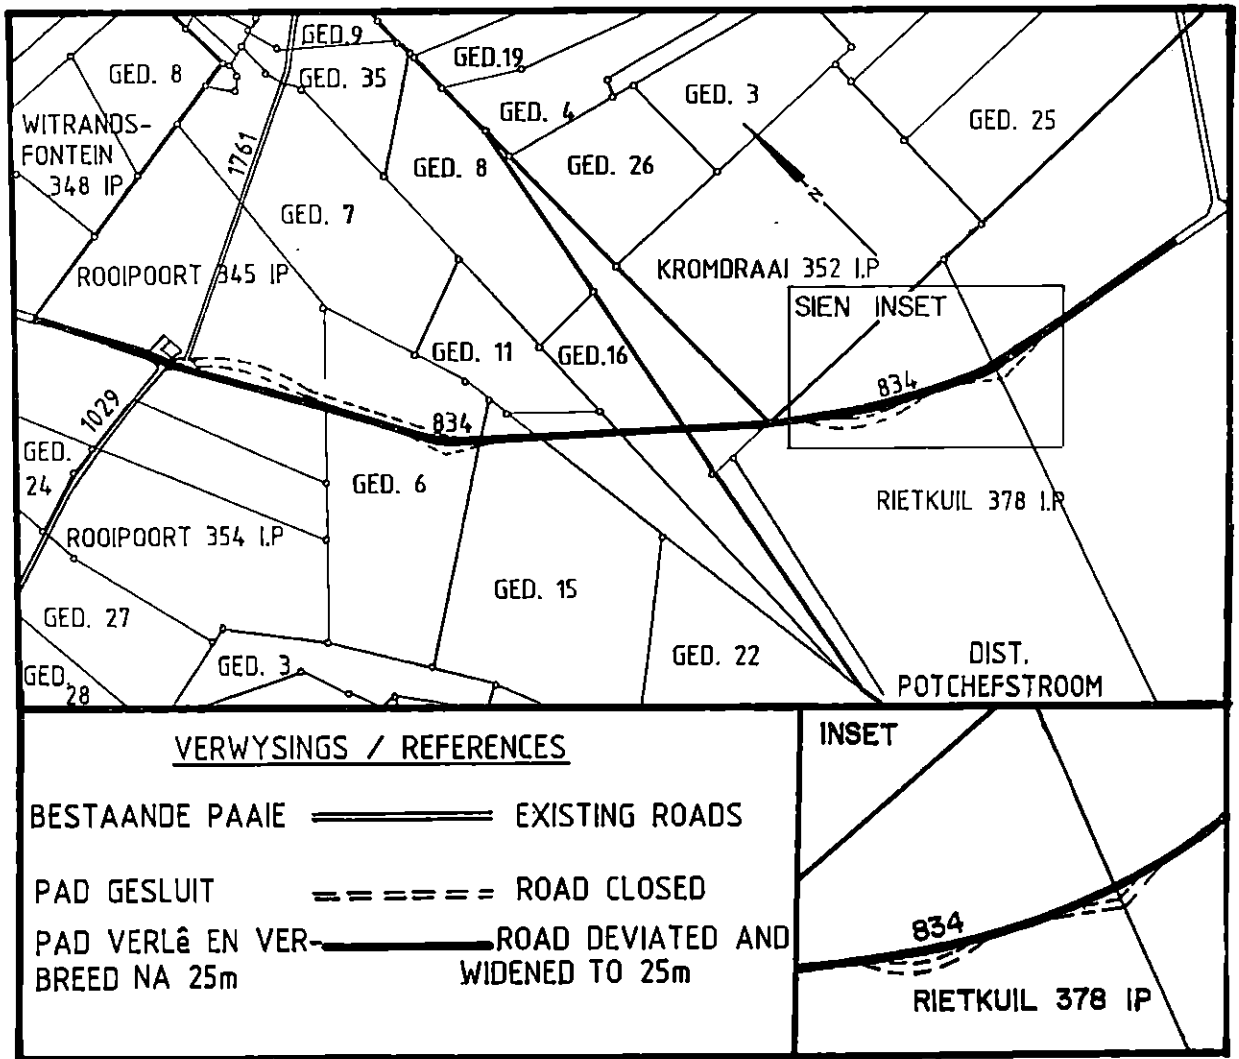 GED. 9
GED. 19
GED. 8
GED. 35
GED. 4
GED. 3
GED. 25
WITRANDS-
FONTEIN
348 IP
1761
GED. 8
GED. 26
N
GED. 7
ROOIPOORT 345 IP
KROMDRAAI 352 I.P
SIEN INSET
GED. 11
GED. 16
834
1029
834
GED.
24
GED. 6
RIETKUIL 378 I.P
ROOIPOORT 354 I.P
GED. 15
GED. 27
GED. 3
GED. 22
DIST.
POTCHEFSTROOM
GED.
28
VERWYSINGS / REFERENCES
BESTAANDE PAAIE EXISTING ROADS
PAD GESLUIT ROAD CLOSED
PAD VERLê EN VER- ROAD DEVIATED AND
BREED NA 25m WIDENED TO 25m
INSET
834
RIETKUIL 378 IP